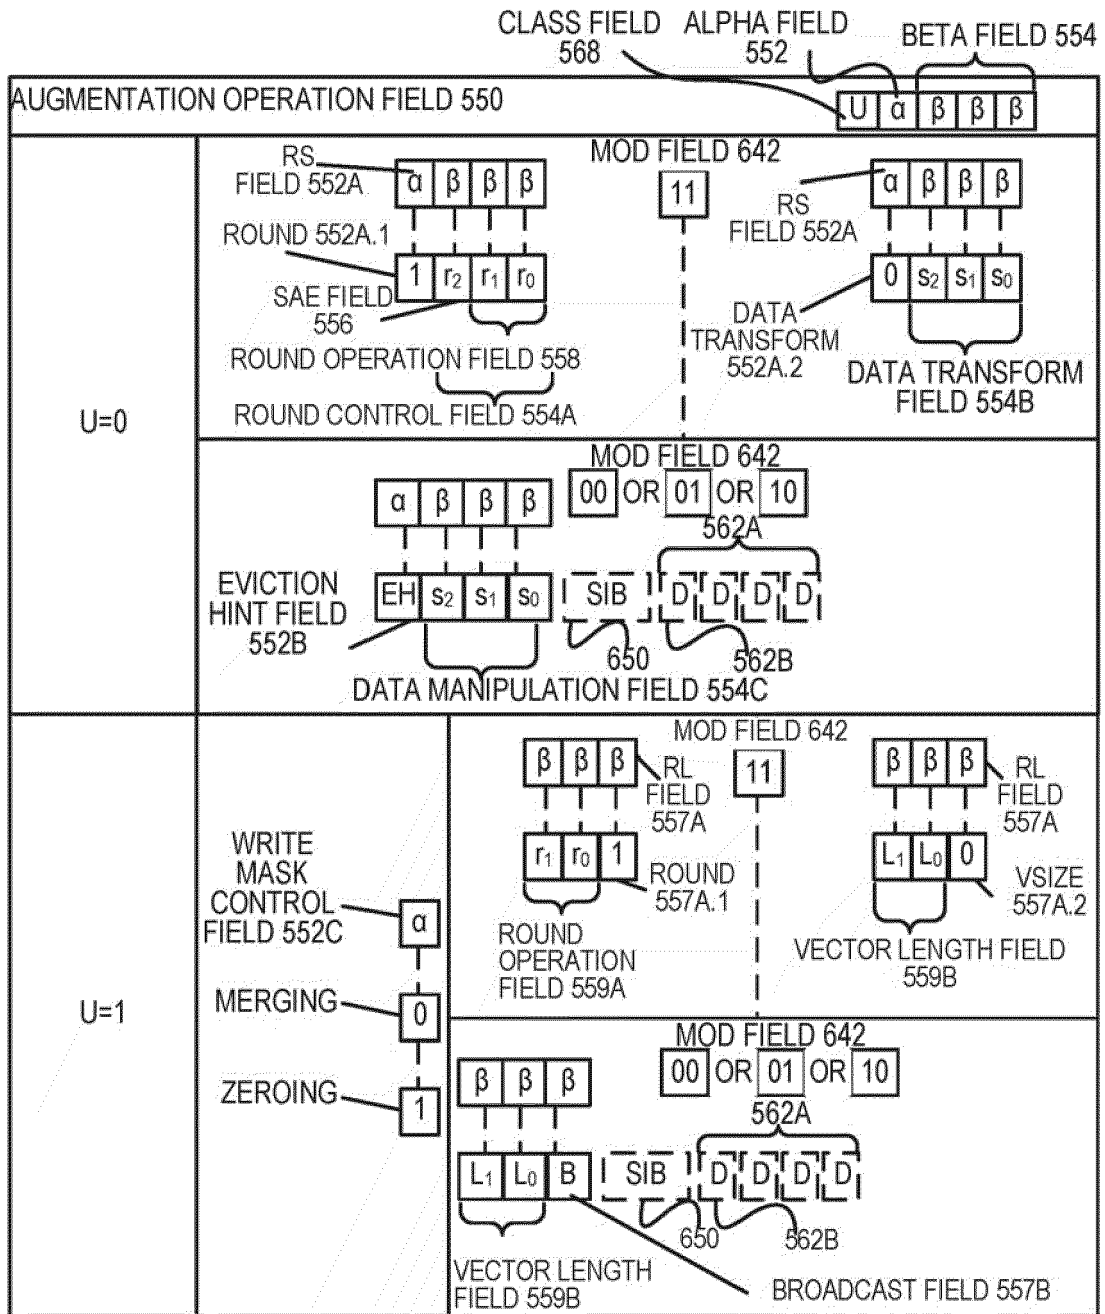 CLASS FIELD 568
ALPHA FIELD 552
BETA FIELD 554
AUGMENTATION OPERATION FIELD 550
U α β β β
U=0
RS
FIELD 552A
α β β β
ROUND 552A.1
1 r2 r1 r0
SAE FIELD
556
ROUND OPERATION FIELD 558
ROUND CONTROL FIELD 554A
MOD FIELD 642
11
α β β β
RS
FIELD 552A
0 s2 s1 s0
DATA
TRANSFORM
552A.2
DATA TRANSFORM
FIELD 554B
MOD FIELD 642
00 OR 01 OR 10
α β β β
562A
EVICTION
HINT FIELD
552B
EH s2 s1 s0 SIB D D D D
650 562B
DATA MANIPULATION FIELD 554C
U=1
WRITE
MASK
CONTROL
FIELD 552C
α
MERGING 0
ZEROING 1
MOD FIELD 642
11
β β β
RL
FIELD
557A
r1 r0 1
ROUND
557A.1
ROUND
OPERATION
FIELD 559A
β β β
RL
FIELD
557A
L1 L0 0
VSIZE
557A.2
VECTOR LENGTH FIELD
559B
MOD FIELD 642
00 OR 01 OR 10
β β β
562A
L1 L0 B SIB D D D D
650 562B
VECTOR LENGTH
FIELD 559B
BROADCAST FIELD 557B